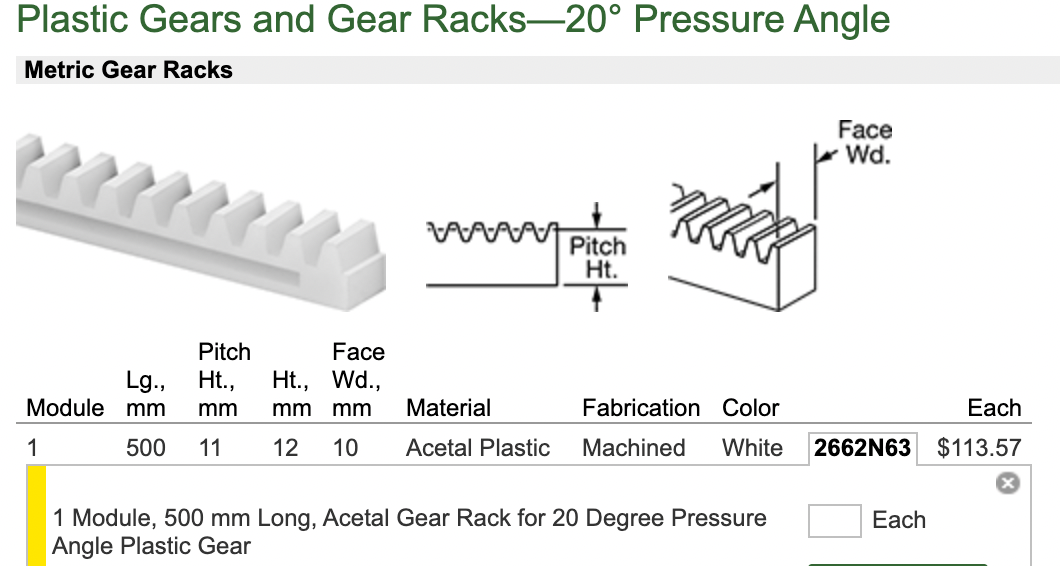 Plastic Gears and Gear Racks—20° Pressure Angle
Metric Gear Racks
Face
Wd.
Pitch
Ht.
Module Lg., mm Pitch Ht., mm Ht., mm Face Wd., mm Material Fabrication Color Each
1 500 11 12 10 Acetal Plastic Machined White 2662N63 $113.57
1 Module, 500 mm Long, Acetal Gear Rack for 20 Degree Pressure
Angle Plastic Gear
Each